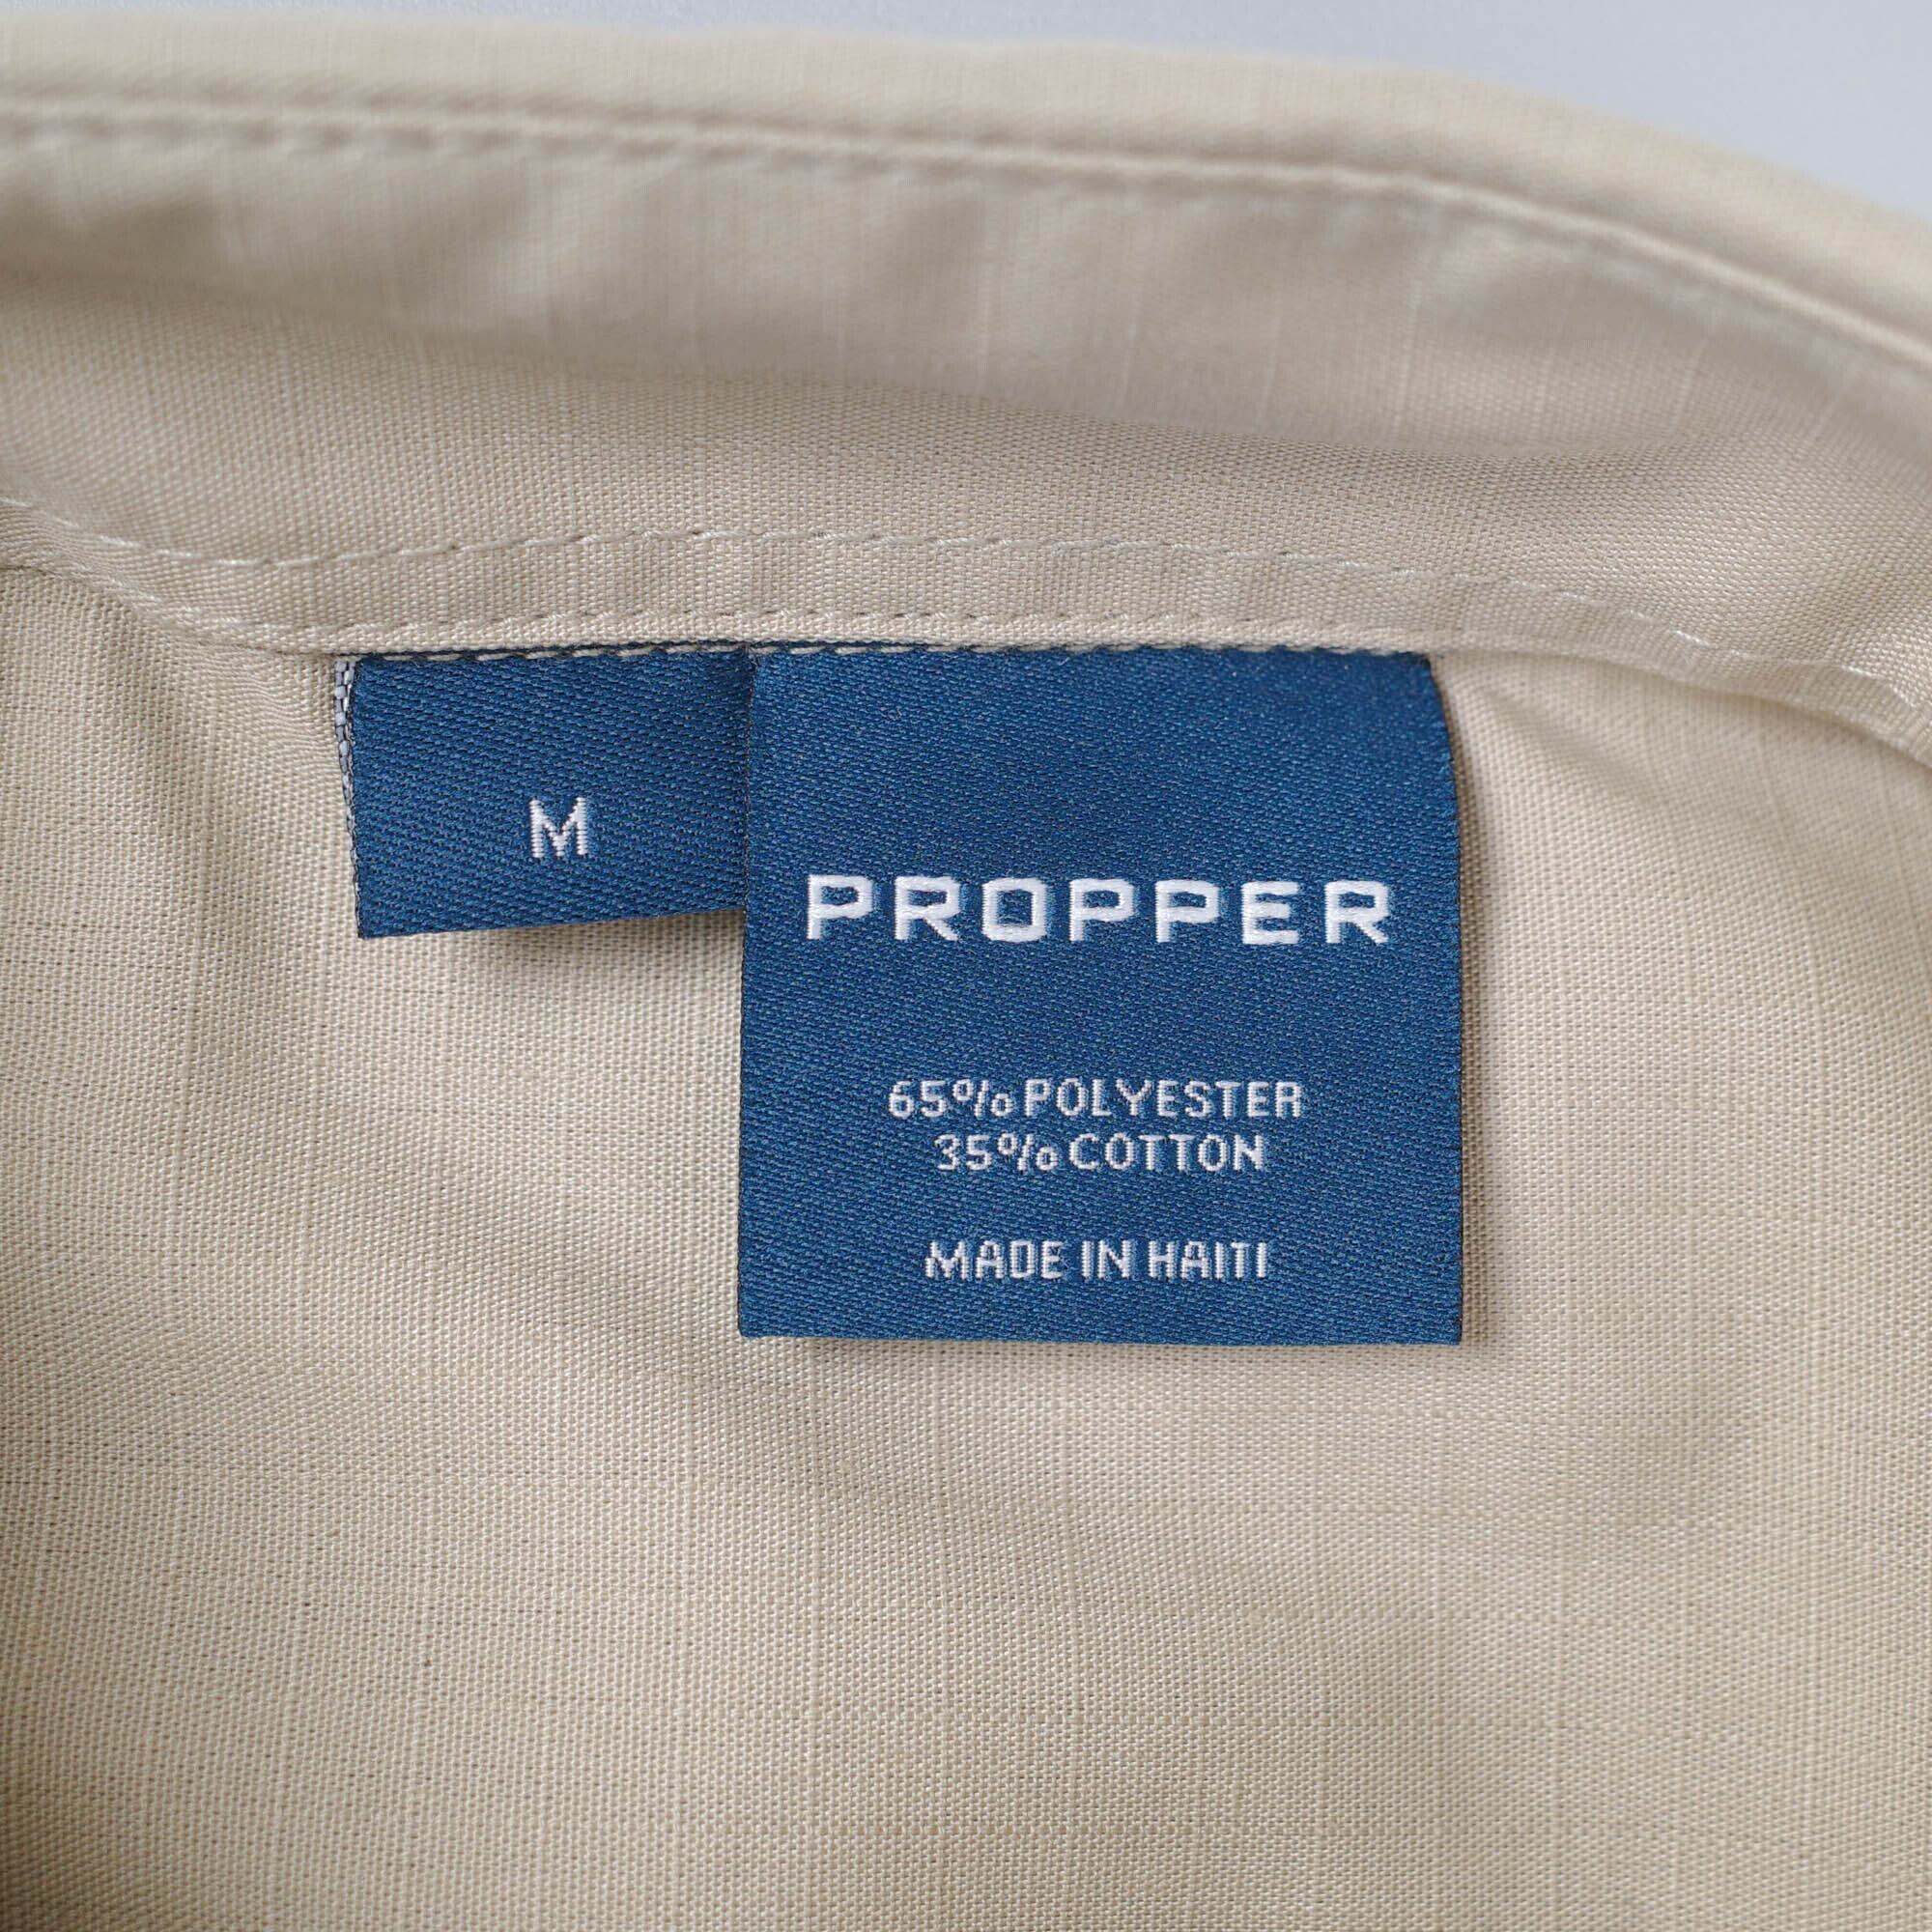 M
PROPPER
65% POLYESTER
35% COTTON
MADE IN HAITI